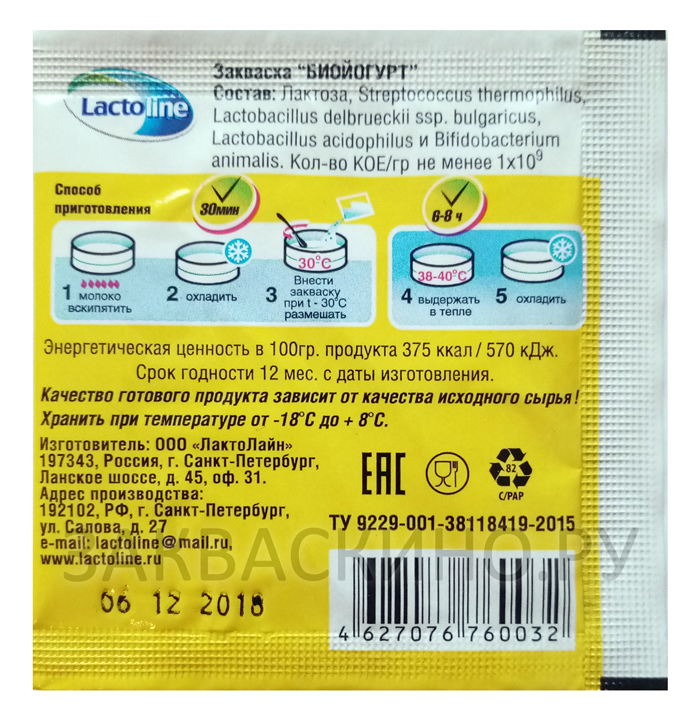 Lactoline
Закваска "БИОЙОГУРТ"
Состав: Лактоза, Streptococcus thermophilus,
Lactobacillus delbrueckii ssp. bulgaricus,
Lactobacillus acidophilus и Bifidobacterium
animalis. Кол-во КОЕ/гр не менее 1x10⁹
Способ
приготовления
30мин
6-8 ч
1 молоко
вскипятить
2 охладить
30°С
3 Внести
закваску
при t - 30°С
размешать
38-40°С
4 выдержать
в тепле
5 охладить
Энергетическая ценность в 100гр. продукта 375 ккал / 570 кДж.
Срок годности 12 мес. с даты изготовления.
Качество готового продукта зависит от качества исходного сырья!
Хранить при температуре от -18°С до + 8°С.
Изготовитель: ООО «ЛактоЛайн»
197343, Россия, г. Санкт-Петербург,
Ланское шоссе, д. 45, оф. 31.
Адрес производства:
192102, РФ, г. Санкт-Петербург,
ул. Салова, д. 27
e-mail: lactoline@mail.ru,
www.lactoline.ru
EAC
82
C/PAP
ТУ 9229-001-38118419-2015
ЗАКВАСКИНО.РУ
06 12 2018
4 627076 760032